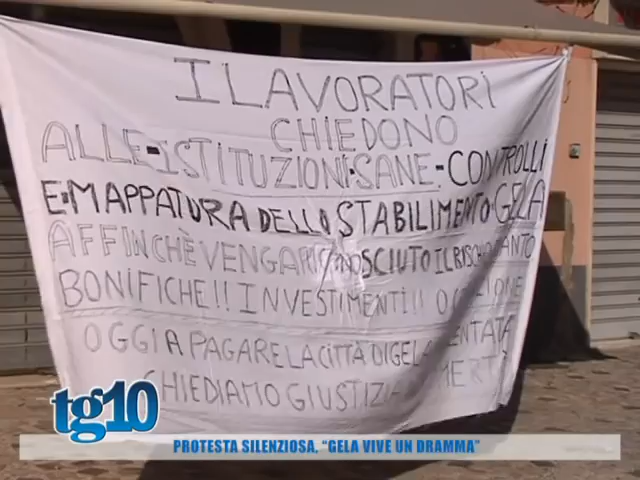 I LAVORATORI
CHIEDONO
ALLE-ISTITUZIONI-SANE-CONTROLLI
E-MAPPATURA DELLO STABILIMENTO-GELA
AFFINCHÈ VENGA
BONIFICHE!! INVESTIMENTI!!
OGGI A PAGARE LA CITTÀ DI GELA
CHIEDIAMO GIUSTIZIA
tg10
PROTESTA SILENZIOSA, "GELA VIVE UN DRAMMA"